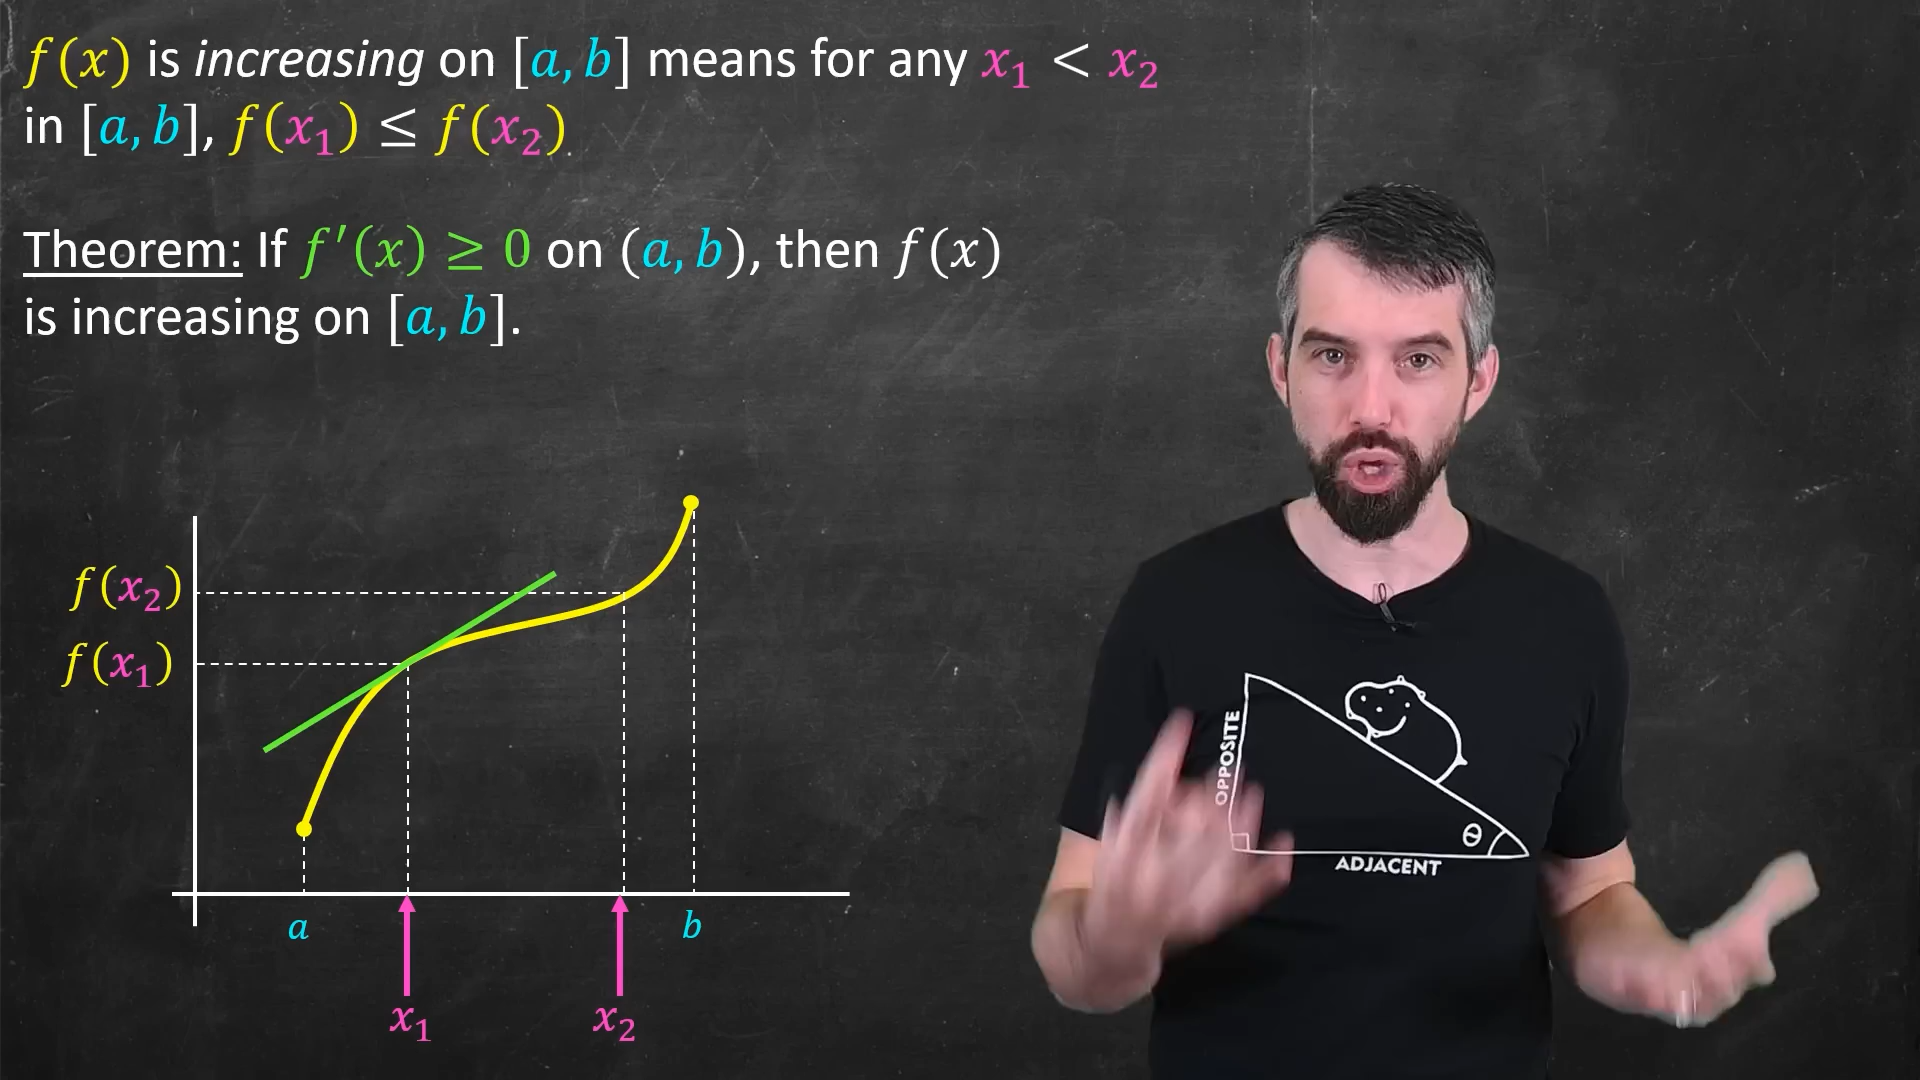 f(x) is increasing on [a, b] means for any x₁ < x₂
in [a, b], f(x₁) ≤ f(x₂).
Theorem: If f′(x) ≥ 0 on (a, b), then f(x)
is increasing on [a, b].
f(x₂)
f(x₁)
a
b
x₁
x₂
OPPOSITE
θ
ADJACENT